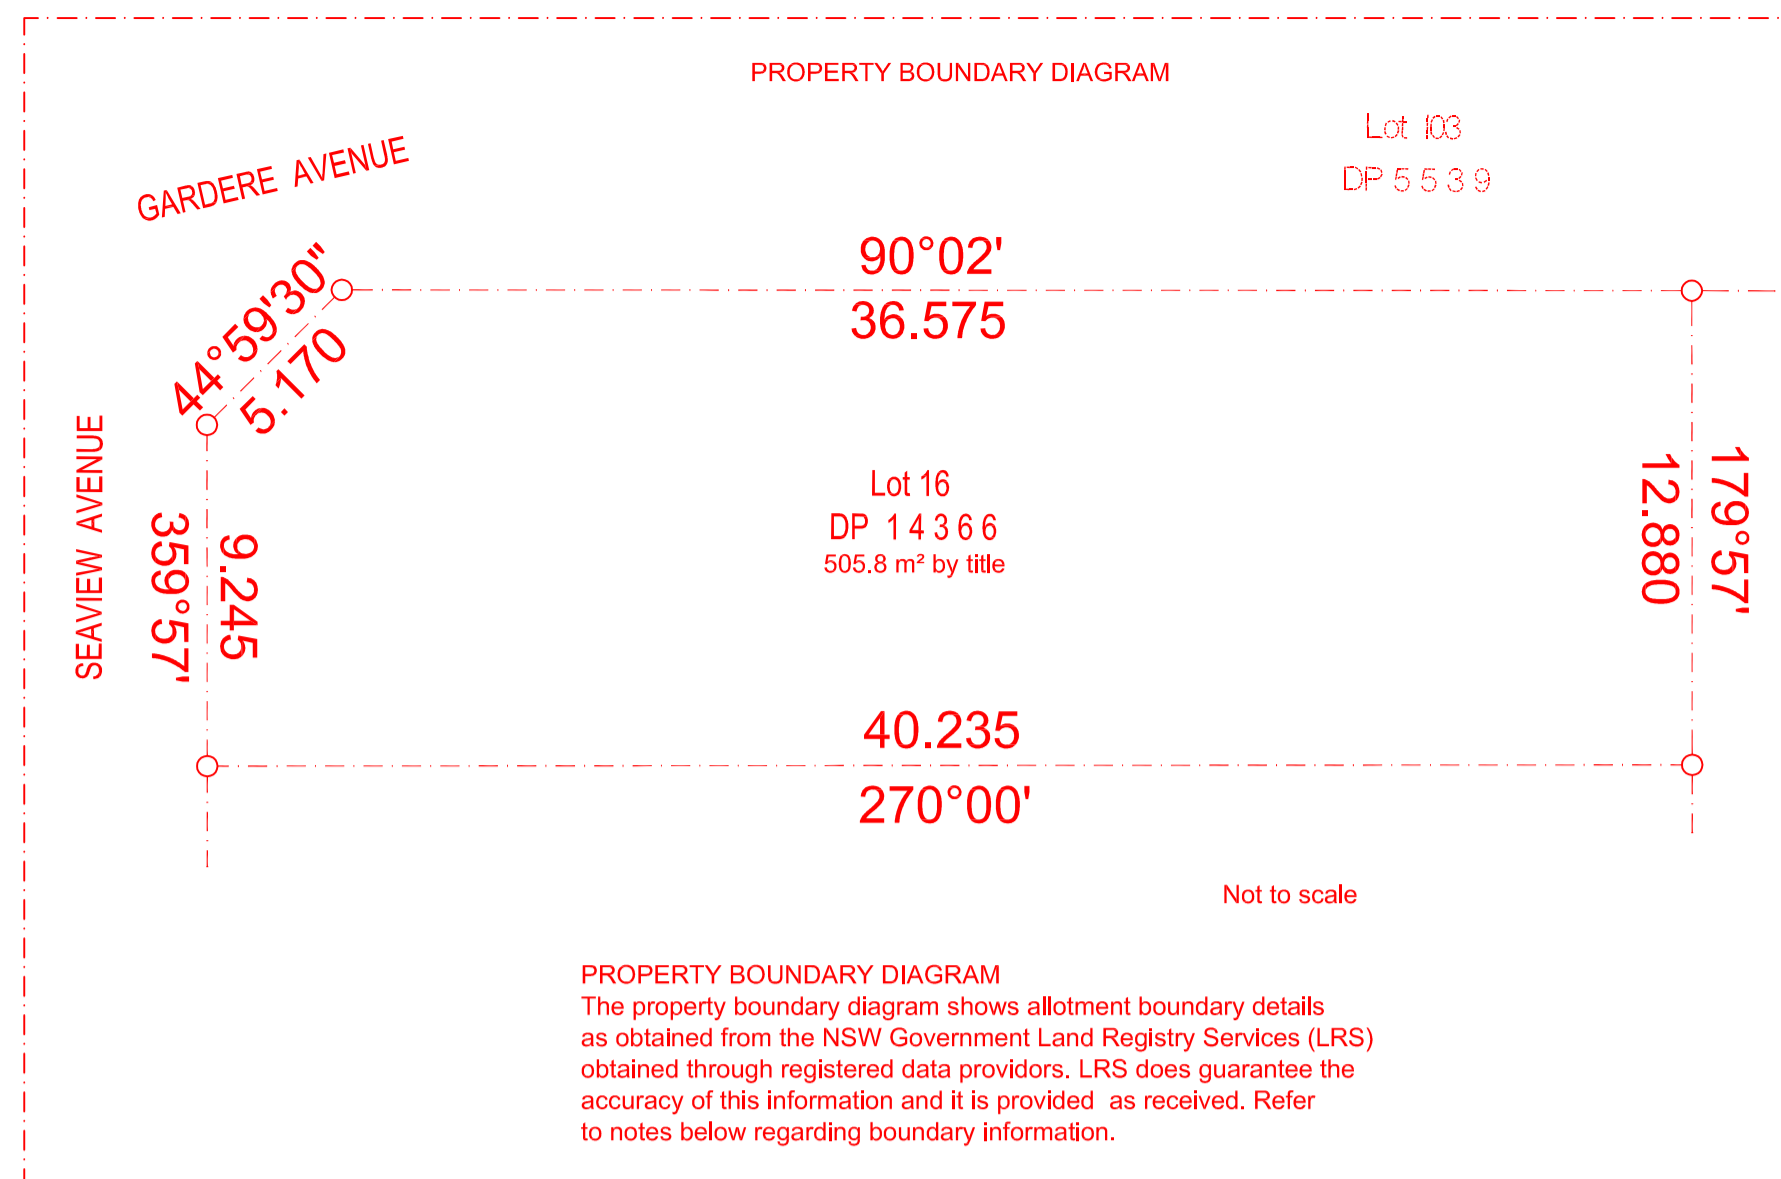 PROPERTY BOUNDARY DIAGRAM
Lot 103
DP 5 5 3 9
GARDERE AVENUE
90°02'
36.575
44°59'30"
5.170
SEAVIEW AVENUE
359°57'
9.245
Lot 16
DP 1 4 3 6 6
505.8 m² by title
12.880
179°57'
40.235
270°00'
Not to scale
PROPERTY BOUNDARY DIAGRAM
The property boundary diagram shows allotment boundary details
as obtained from the NSW Government Land Registry Services (LRS)
obtained through registered data providors. LRS does guarantee the
accuracy of this information and it is provided as received. Refer
to notes below regarding boundary information.